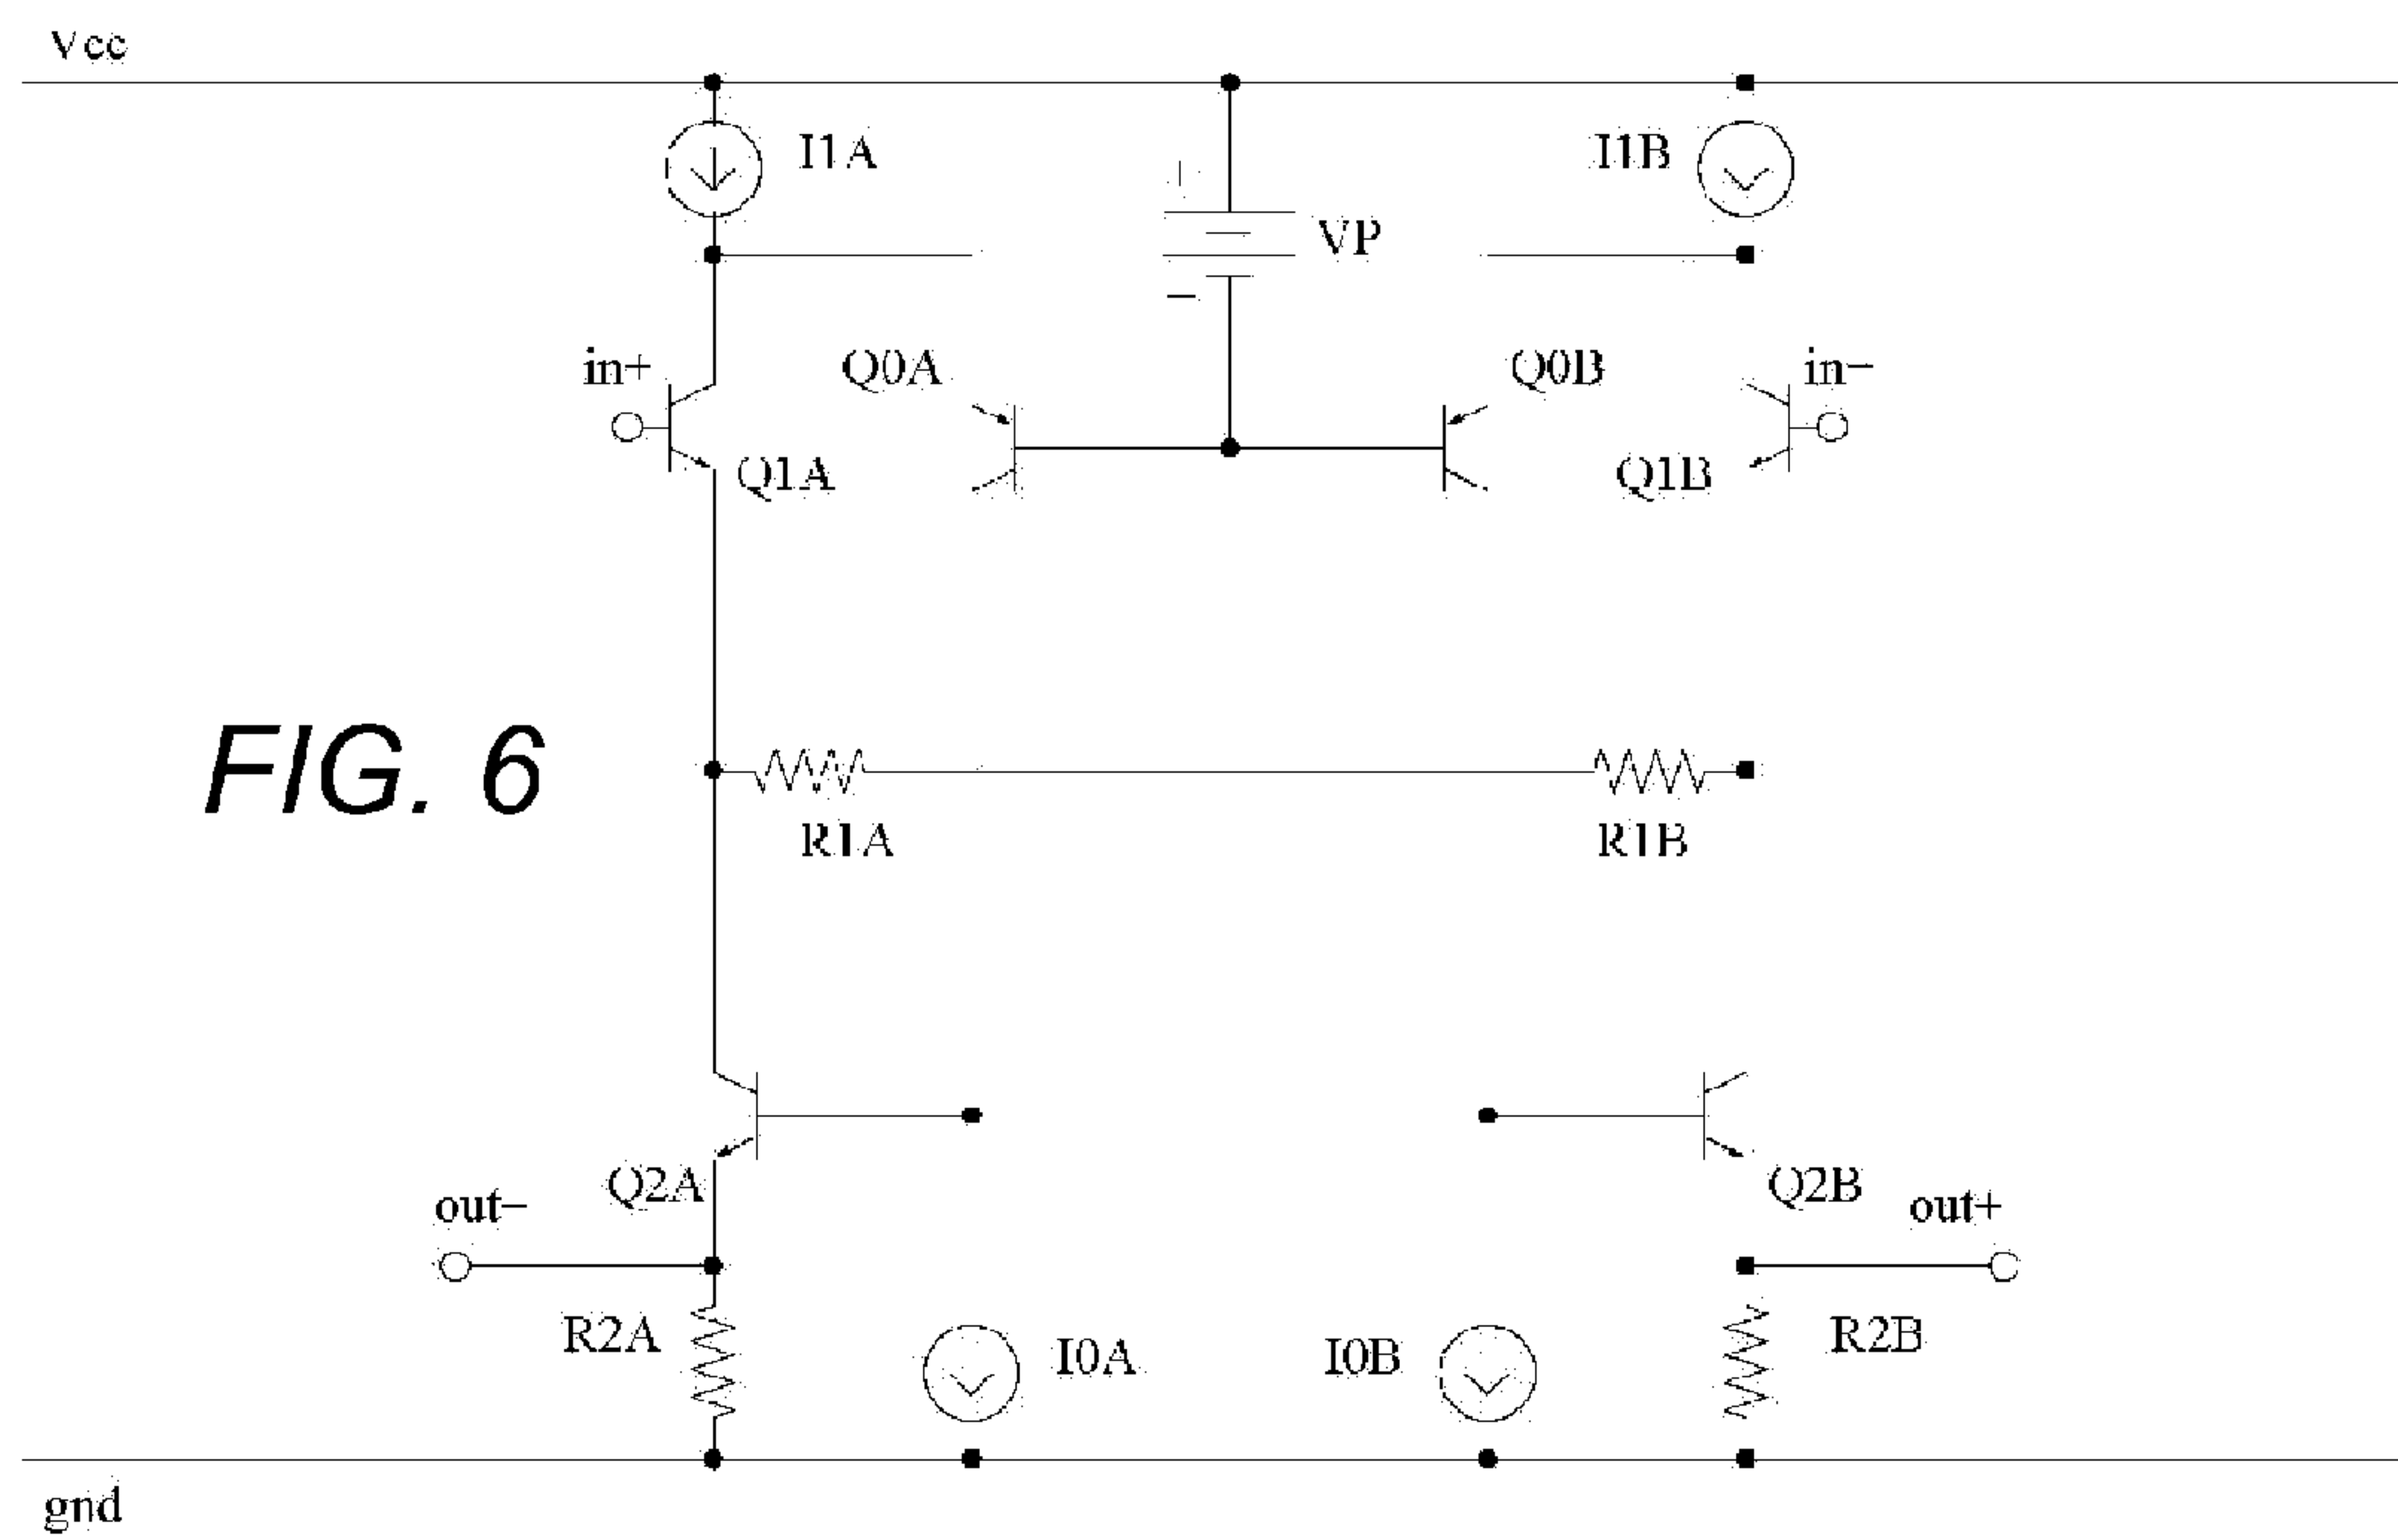 Vcc
I1A
I1B
+
VP
−
in+
Q0A
Q0B
in−
Q1A
Q1B
FIG. 6
R1A
R1B
Q2A
Q2B
out−
out+
R2A
I0A
I0B
R2B
gnd